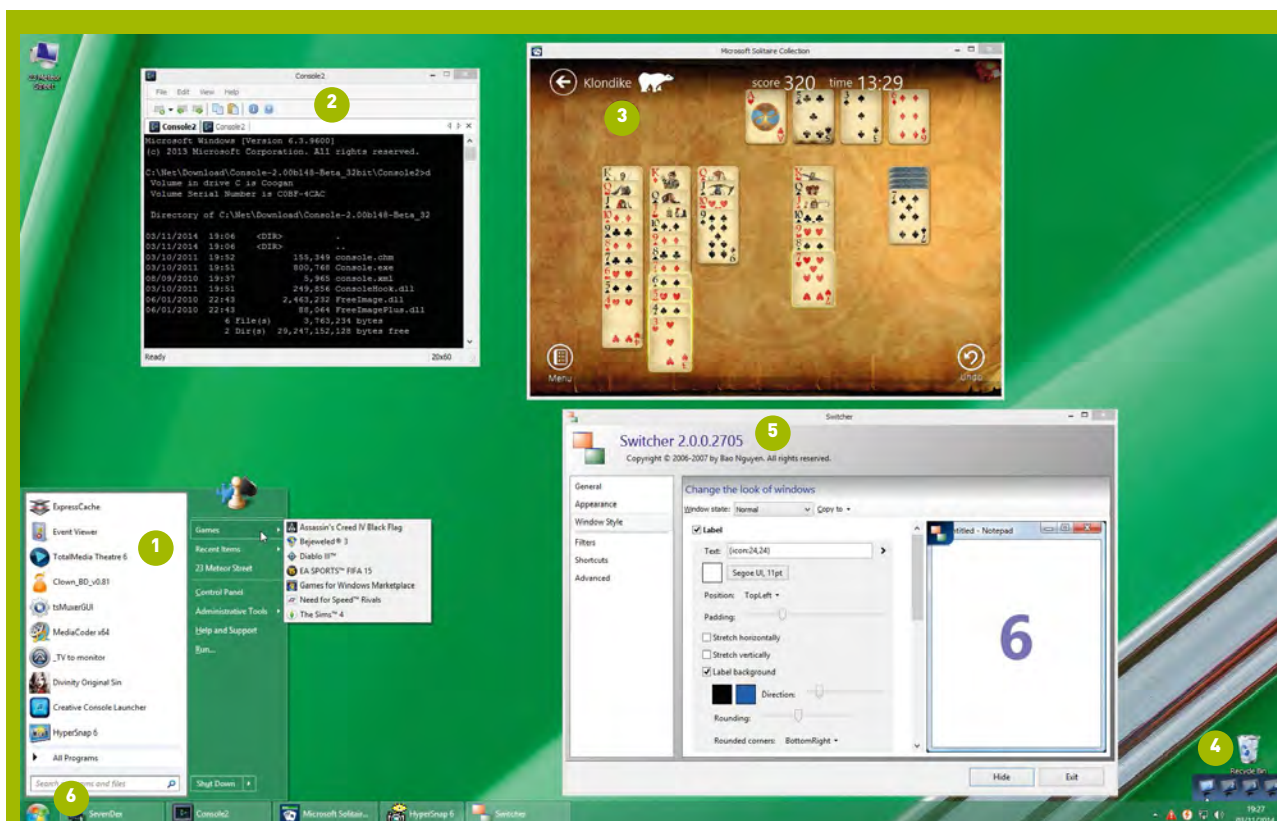 23 Meteor
Street
Console2
File Edit View Help
2
Console2 Console2
Microsoft Windows [Version 6.3.9600]
(c) 2013 Microsoft Corporation. All rights reserved.
C:\Net\Download\Console-2.00b148-Beta_32bit\Console2>d
Volume in drive C is Coogan
Volume Serial Number is C0BF-4CAC
Directory of C:\Net\Download\Console-2.00b148-Beta_32
03/11/2014 19:06 <DIR> .
03/11/2014 19:06 <DIR> ..
03/10/2011 19:52 155,349 console.chm
03/10/2011 19:51 800,768 Console.exe
08/09/2010 19:37 5,965 console.xml
03/10/2011 19:51 249,856 ConsoleHook.dll
06/01/2010 22:43 2,463,232 FreeImage.dll
06/01/2010 22:43 88,064 FreeImagePlus.dll
6 File(s) 3,763,234 bytes
2 Dir(s) 29,247,152,128 bytes free
Ready 20x60
Microsoft Solitaire Collection
Klondike score 320 time 13:29
3
Menu Undo
Switcher
Switcher 2.0.0.2705
5
Copyright © 2006-2007 by Bao Nguyen. All rights reserved.
General
Appearance
Window Style
Filters
Shortcuts
Advanced
Change the look of windows
Window state: Normal Copy to
Label
Text: {icon:24,24}
Segoe UI, 11pt
Position: TopLeft
Padding:
Stretch horizontally
Stretch vertically
Label background
Direction:
Rounding:
Rounded corners: BottomRight
- Notepad
6
Hide Exit
ExpressCache
Event Viewer
TotalMedia Theatre 6
1
Clown_BD_v0.81
tsMuxerGUI
MediaCoder x64
_TV to monitor
Divinity Original Sin
Creative Console Launcher
HyperSnap 6
All Programs
Search and files
Games
Recent Items
23 Meteor Street
Control Panel
Administrative Tools
Help and Support
Run...
Shut Down
Assassin's Creed IV Black Flag
Bejeweled® 3
Diablo III™
EA SPORTS™ FIFA 15
Games for Windows Marketplace
Need for Speed™ Rivals
The Sims™ 4
4
Recycle Bin
6
SevenDex Console2 Microsoft Solitair... HyperSnap 6 Switcher
19:27